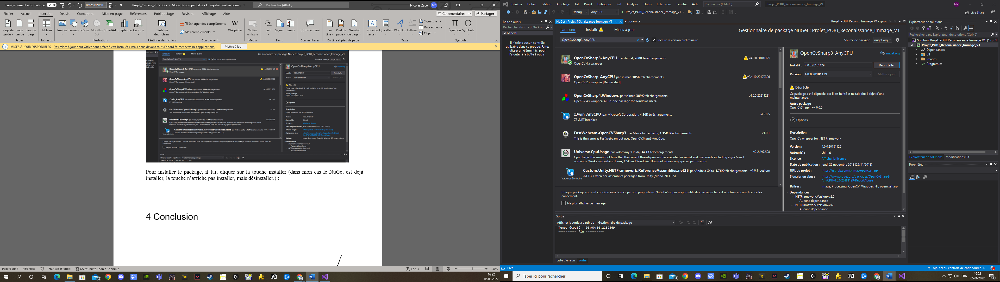 Enregistrement automatique
Times New R
Projet_Camera_2135.docx - Mode de compatibilité • Enregistrement en cours...
Rechercher (Alt+Q)
Nicolas Zaco
NZ
Fichier Accueil Insertion Dessin Conception Mise en page Références Publipostage Révision Affichage Aide
Commentaires
Partager
Page de garde
Page vierge
Saut de page
Tableau
Images
Formes
Icônes
Modèles 3D
SmartArt
Graphique
Capture
Réutiliser des fichiers
Télécharger des compléments
Mes compléments
Wikipédia
Vidéos en ligne
Lien
Signet
Renvoi
Commentaire
En-tête
Pied de page
Numéro de page
Zone de texte
QuickPart
WordArt
Lettrine
Signature
Date et heure
Objet
Équation
Symbole
Pages Tableaux Illustrations Réutiliser des fichiers Compléments Média Liens Commentaires En-tête et pied de page Texte Symboles
MISES À JOUR DISPONIBLES Des mises à jour pour Office sont prêtes à être installées, mais nous devons tout d'abord fermer certaines applications. Mettre à jour
Parcourir Installé Mises à jour
Gestionnaire de package NuGet : Projet_POBJ_Reconaissance_Immage_V1
OpenCvSharp3-AnyCPU
Inclure la version préliminaire
Source de package : nuget.org
Pour installer le package, il fait cliquer sur la touche installer (dans mon cas le NuGet est déjà
installer, la touche n'affiche pas installer, mais désinstaller.) :
4 Conclusion
Page 6 sur 7 486 mots Français (France) Accessibilité : non disponible
Focus
130%
16:22
05.06.2022
Générer Fichier Edition Affichage Git Projet Déboguer Test Analyser Outils Extensions Fenêtre Aide
Rechercher (Ctrl+Q)
Projet_POBJ_Reconaissance_Immage_V1
NZ
Debug Any CPU Projet_POBJ_Reconaissance_Immage_V1
Live Share
Boîte à outils
Rechercher dans la Boîte à out
Général
Il n'existe aucun contrôle
utilisable dans ce groupe. Faites
glisser un élément ici pour
l'ajouter à la boîte à outils.
NuGet : Projet_PO...aissance_Immage_V1
Program.cs
Projet_POBJ_Recon..._Immage_V1.csproj
Parcourir Installé Mises à jour
Gestionnaire de package NuGet : Projet_POBJ_Reconaissance_Immage_V1
OpenCvSharp3-AnyCPU
Inclure la version préliminaire
Source de package : nuget.org
OpenCvSharp3-AnyCPU par shimat, 980K téléchargements v4.0.0.20181129
OpenCV 4.x wrapper
OpenCvSharp-AnyCPU par shimat, 185K téléchargements v2.4.10.20170306
OpenCV 2.x wrapper [Deprecated]
OpenCvSharp4.Windows par shimat, 389K téléchargements v4.5.5.20211231
OpenCV 4.x wrapper. All-in-one package for Windows users.
z3win_AnyCPU par Microsoft Corporation, 4.16K téléchargements v4.5.0.5
Z3 .NET Interface
FastWebcam-OpenCVSharp3 par Marcello Bachechi, 1.35K téléchargements v1.0.1
This is the same as FastWebcam but uses OpenCVSharp3-AnyCpu.
Universe.CpuUsage par Volodymyr Hoida, 34.1K téléchargements v2.2.497.598
Cpu Usage, the amount of time that the current thread/process has executed in kernel and user mode including async/await
scenarios. Works everywhere: Linux, OSX and Windows. Does not require any special permissions.
Custom.Unity.NETFramework.ReferenceAssemblies.net35 par Andreia Gaita, 1.76K téléchargements v1.0.1-custom
.NET 3.5 reference assemblies packaged from Unity (Mono .NET 3.5)
Version préliminaire
Chaque package vous est concédé sous licence par son propriétaire. NuGet n'est pas responsable des packages tiers et n'octroie aucune licence les
concernant.
Ne plus afficher ce message
OpenCvSharp3-AnyCPU
nuget.org
Installé : 4.0.0.20181129 Désinstaller
Version : 4.0.0.20181129 Mettre à jour
Déprécié
Ce package a été déprécié, car il est hérité et ne fait plus l'objet d'une
maintenance.
Autre package
OpenCvSharp4 >= 0.0.0
Options
Description
OpenCV wrapper for .NET Framework
Version : 4.0.0.20181129
Auteur(s) : shimat
Licence : Afficher la licence
Date de publication : jeudi 29 novembre 2018 (29/11/2018)
URL du projet : https://github.com/shimat/opencvsharp
Signaler un abus : https://www.nuget.org/packages/OpenCvSharp3-
AnyCPU/4.0.0.20181129/ReportAbuse
Balises : Image, Processing, OpenCV, Wrapper, FFI, opencvsharp
Dépendances
.NETFramework,Version=v2.0
Aucune dépendance
.NETFramework,Version=v4.0
Aucune dépendance
Sortie
Afficher la sortie à partir de : Gestionnaire de package
Temps écoulé : 00:00:50.2132369
========== Fin ==========
Liste d'erreurs Sortie
Explorateur de solutions
Rechercher dans Explorateur de solutions (Ctrl+è)
Solution 'Projet_POBJ_Reconaissance_Immage_V1' (1 sur 1
Projet_POBJ_Reconaissance_Immage_V1
Dépendances
dll
images
Program.cs
Explorateur de solutions Modifications Git
Propriétés
Prêt
Ajouter au contrôle de code source
2
Taper ici pour rechercher
13
FRA
16:22
05.06.2022